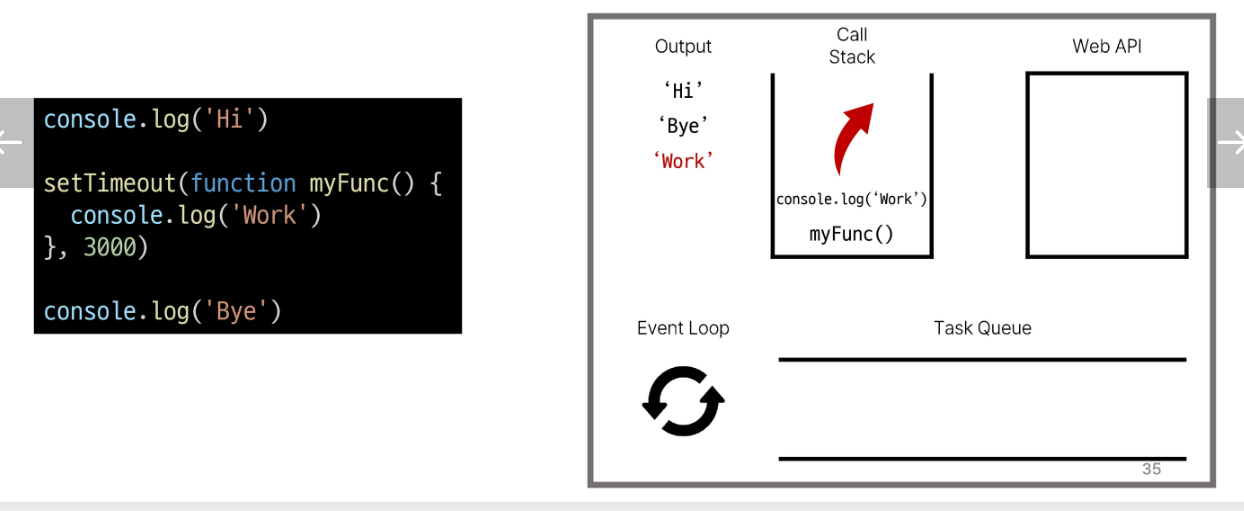 console.log('Hi')
setTimeout(function myFunc() {
  console.log('Work')
}, 3000)
console.log('Bye')
Output
‘Hi’
‘Bye’
‘Work’
Call
Stack
console.log(‘Work’)
myFunc()
Web API
Event Loop
Task Queue
35